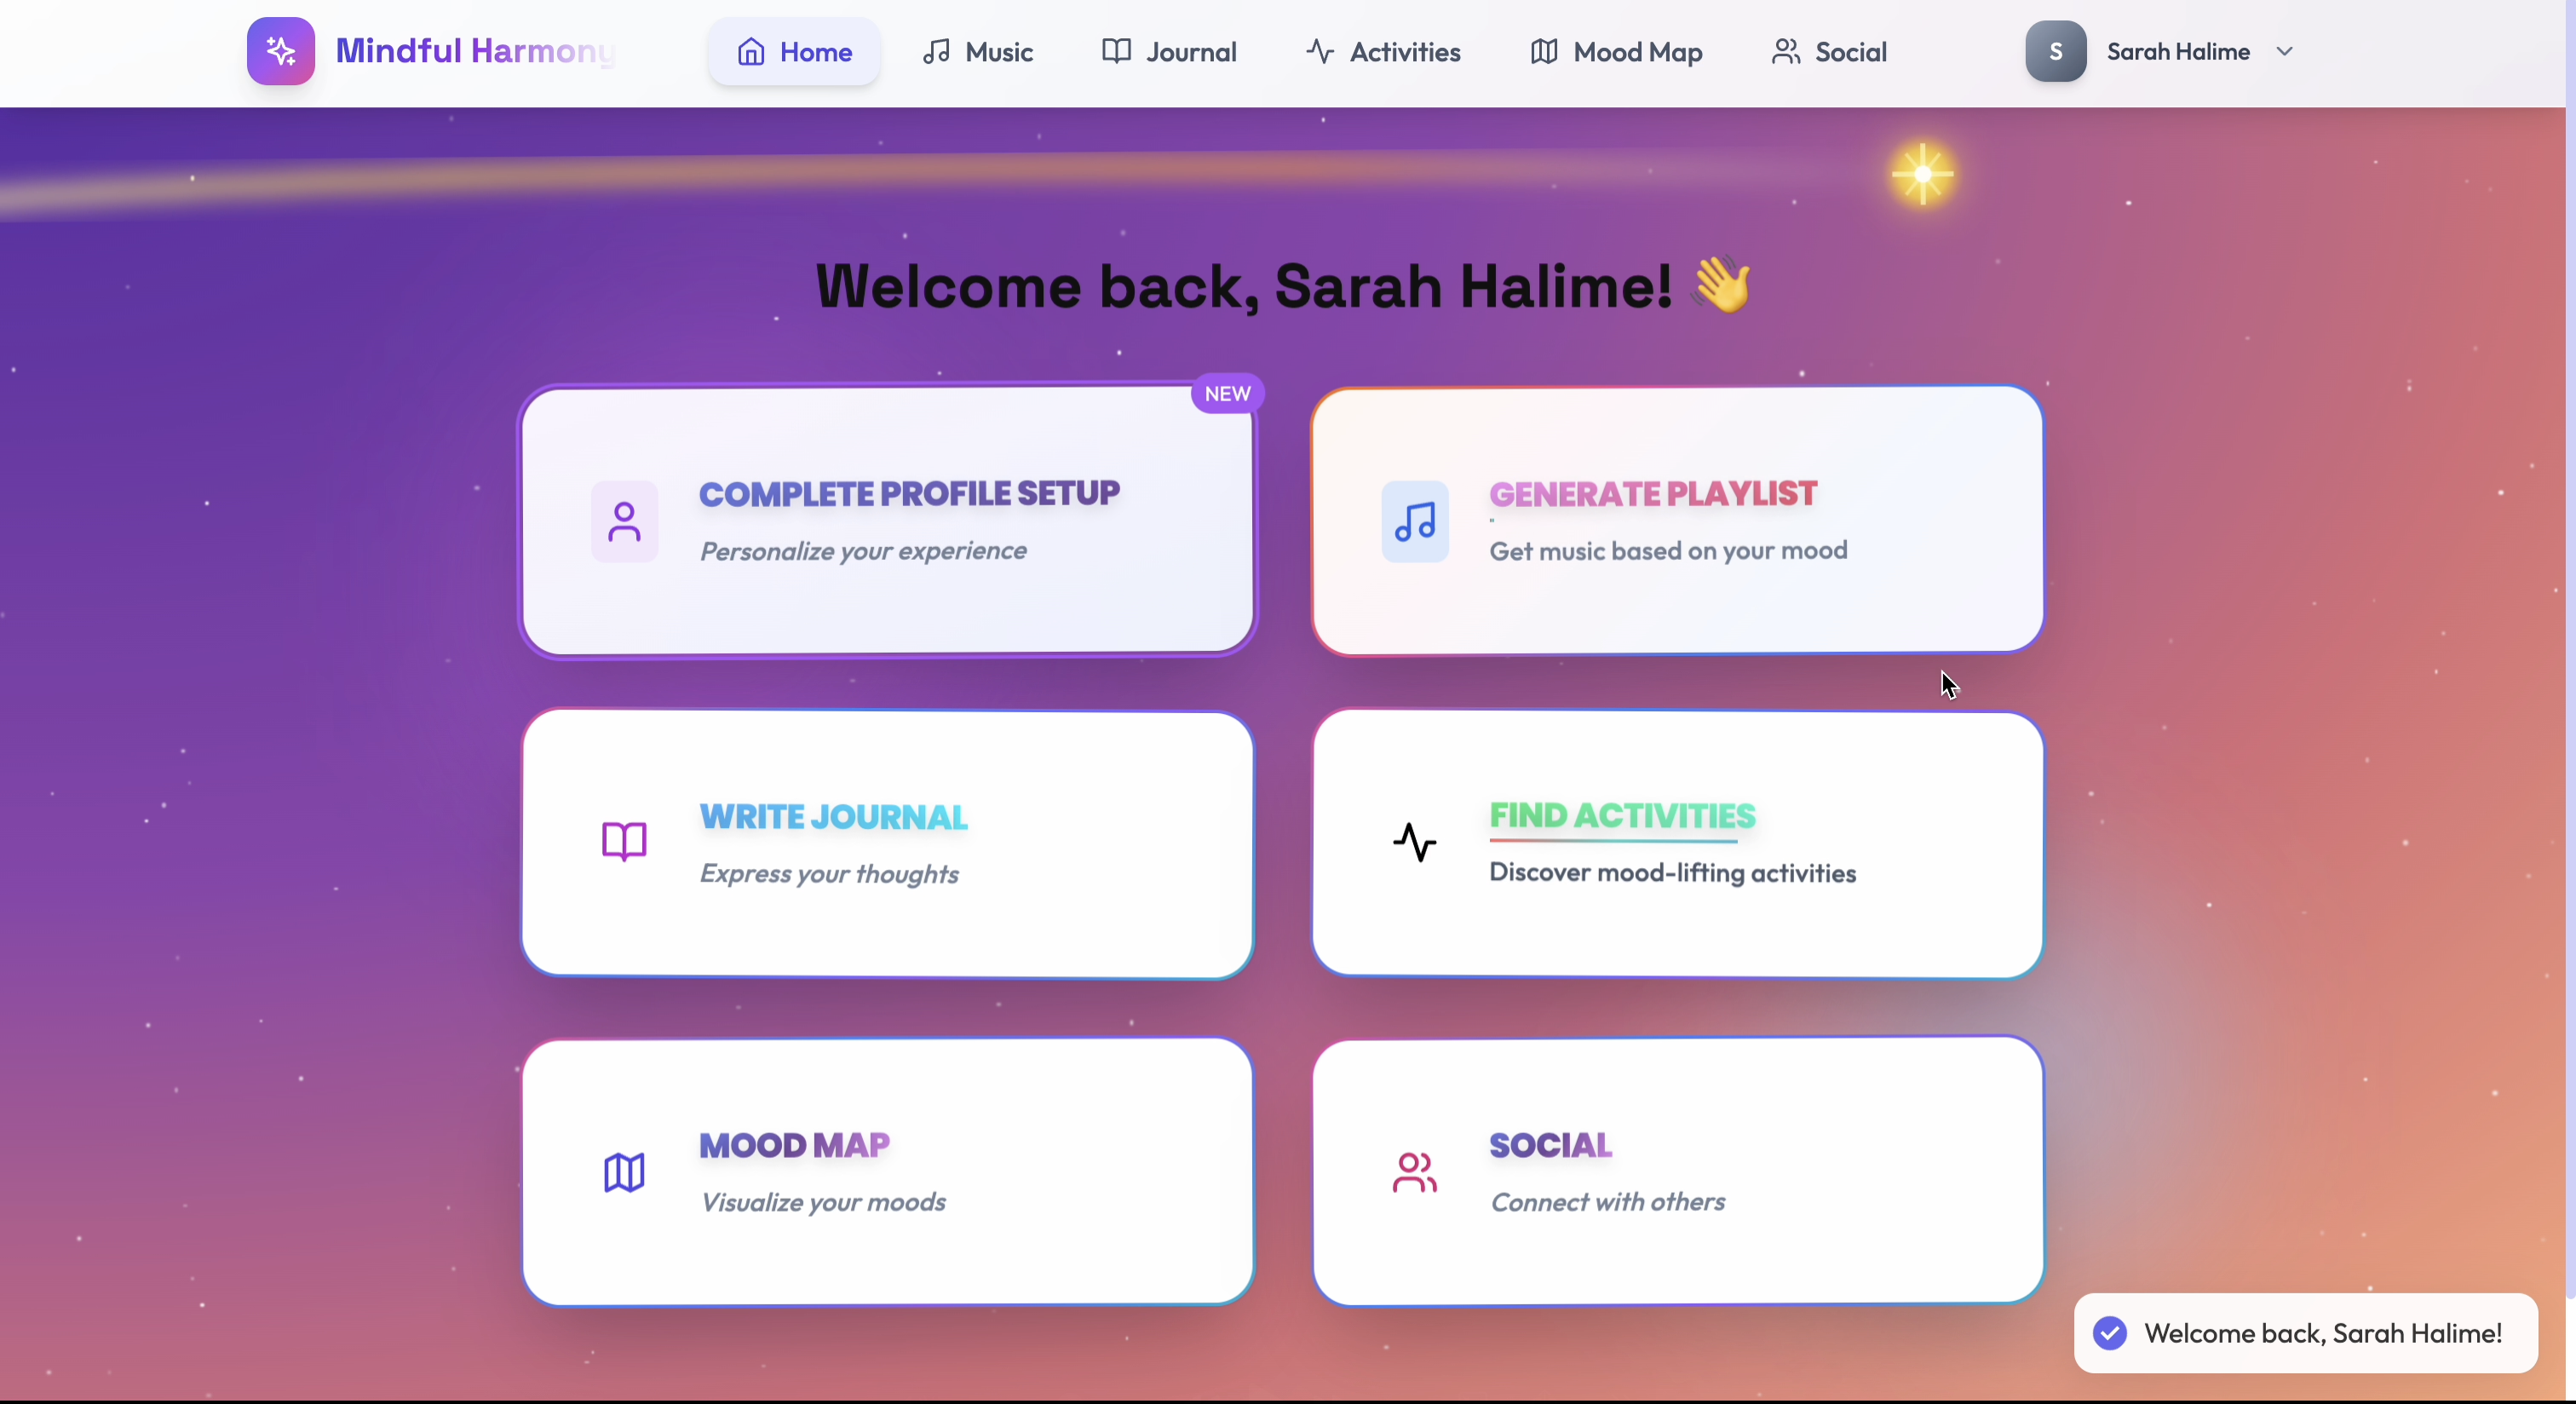 Mindful Harmony
Home
Music
Journal
Activities
Mood Map
Social
S
Sarah Halime
Welcome back, Sarah Halime! 👋
NEW
COMPLETE PROFILE SETUP
Personalize your experience
GENERATE PLAYLIST
Get music based on your mood
WRITE JOURNAL
Express your thoughts
FIND ACTIVITIES
Discover mood-lifting activities
MOOD MAP
Visualize your moods
SOCIAL
Connect with others
Welcome back, Sarah Halime!